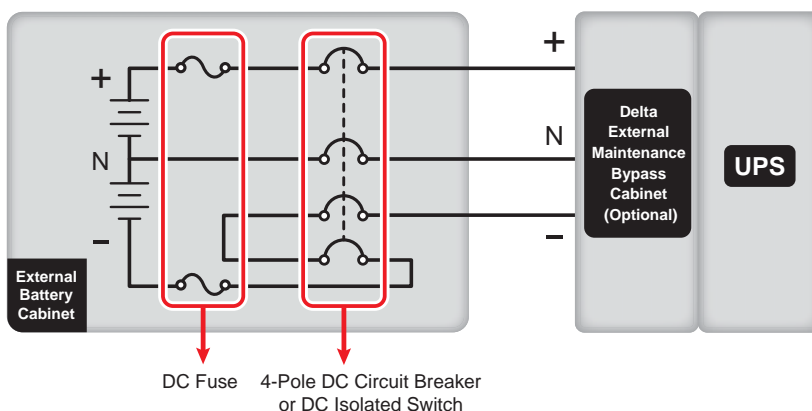 +
+
N
N
–
–
External
Battery
Cabinet
Delta
External
Maintenance
Bypass
Cabinet
(Optional)
UPS
DC Fuse
4-Pole DC Circuit Breaker
or DC Isolated Switch